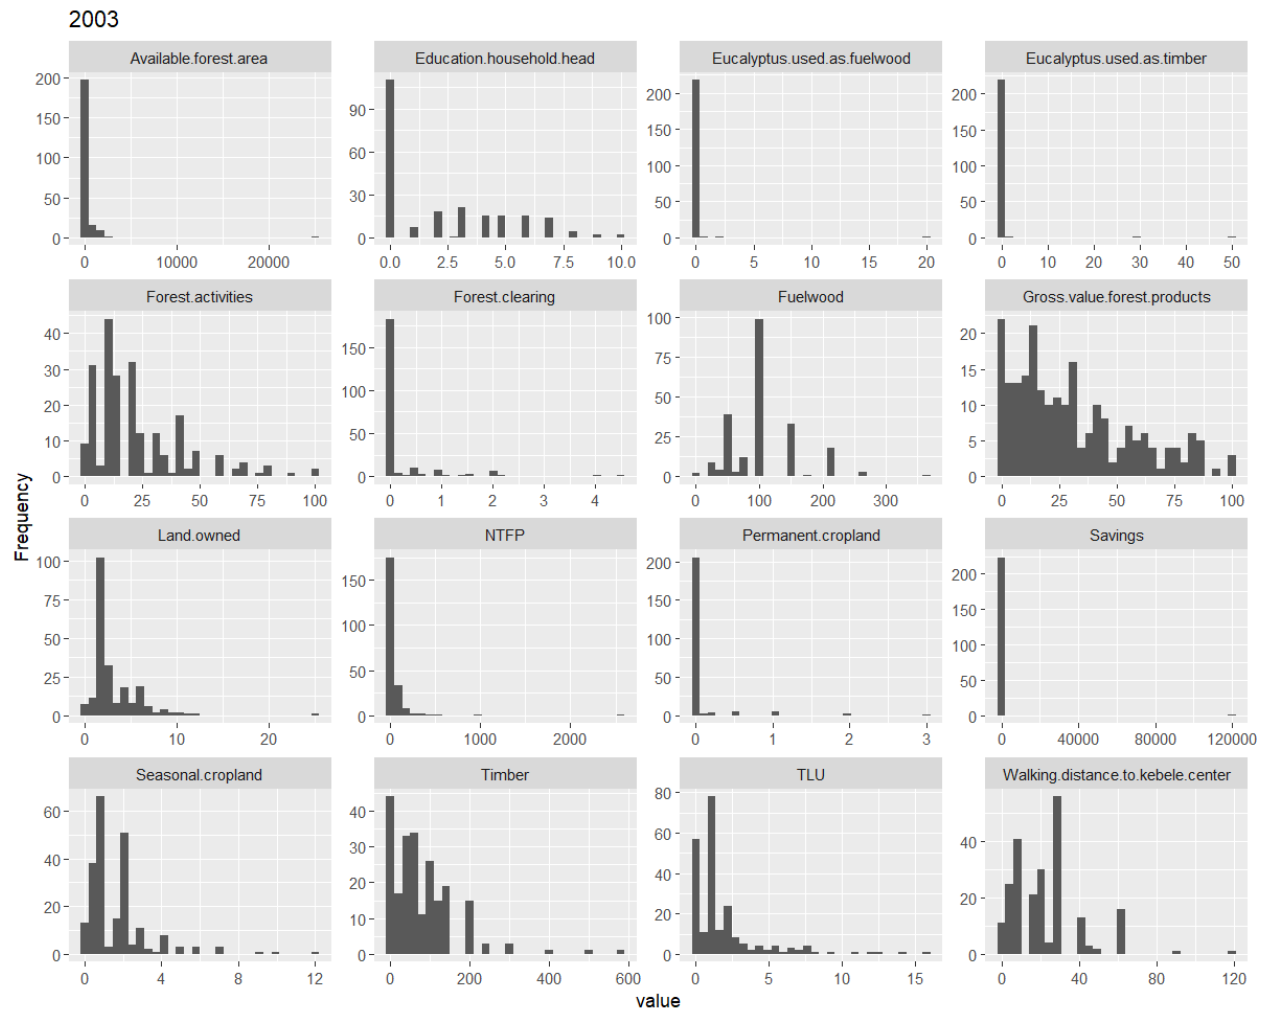 2003
Available.forest.area
Education.household.head
Eucalyptus.used.as.fuelwood
Eucalyptus.used.as.timber
200
150
100
50
0
0 10000 20000
90
60
30
0
0.0 2.5 5.0 7.5 10.0
200
150
100
50
0
0 5 10 15 20
200
150
100
50
0
0 10 20 30 40 50
Forest.activities
Forest.clearing
Fuelwood
Gross.value.forest.products
40
30
20
10
0
0 25 50 75 100
150
100
50
0
0 1 2 3 4
100
75
50
25
0
0 100 200 300
20
15
10
5
0
0 25 50 75 100
Frequency
Land.owned
NTFP
Permanent.cropland
Savings
100
75
50
25
0
0 10 20
150
100
50
0
0 1000 2000
200
150
100
50
0
0 1 2 3
200
150
100
50
0
0 40000 80000 120000
Seasonal.cropland
Timber
TLU
Walking.distance.to.kebele.center
60
40
20
0
0 4 8 12
40
30
20
10
0
0 200 400 600
80
60
40
20
0
0 5 10 15
40
20
0
0 40 80 120
value